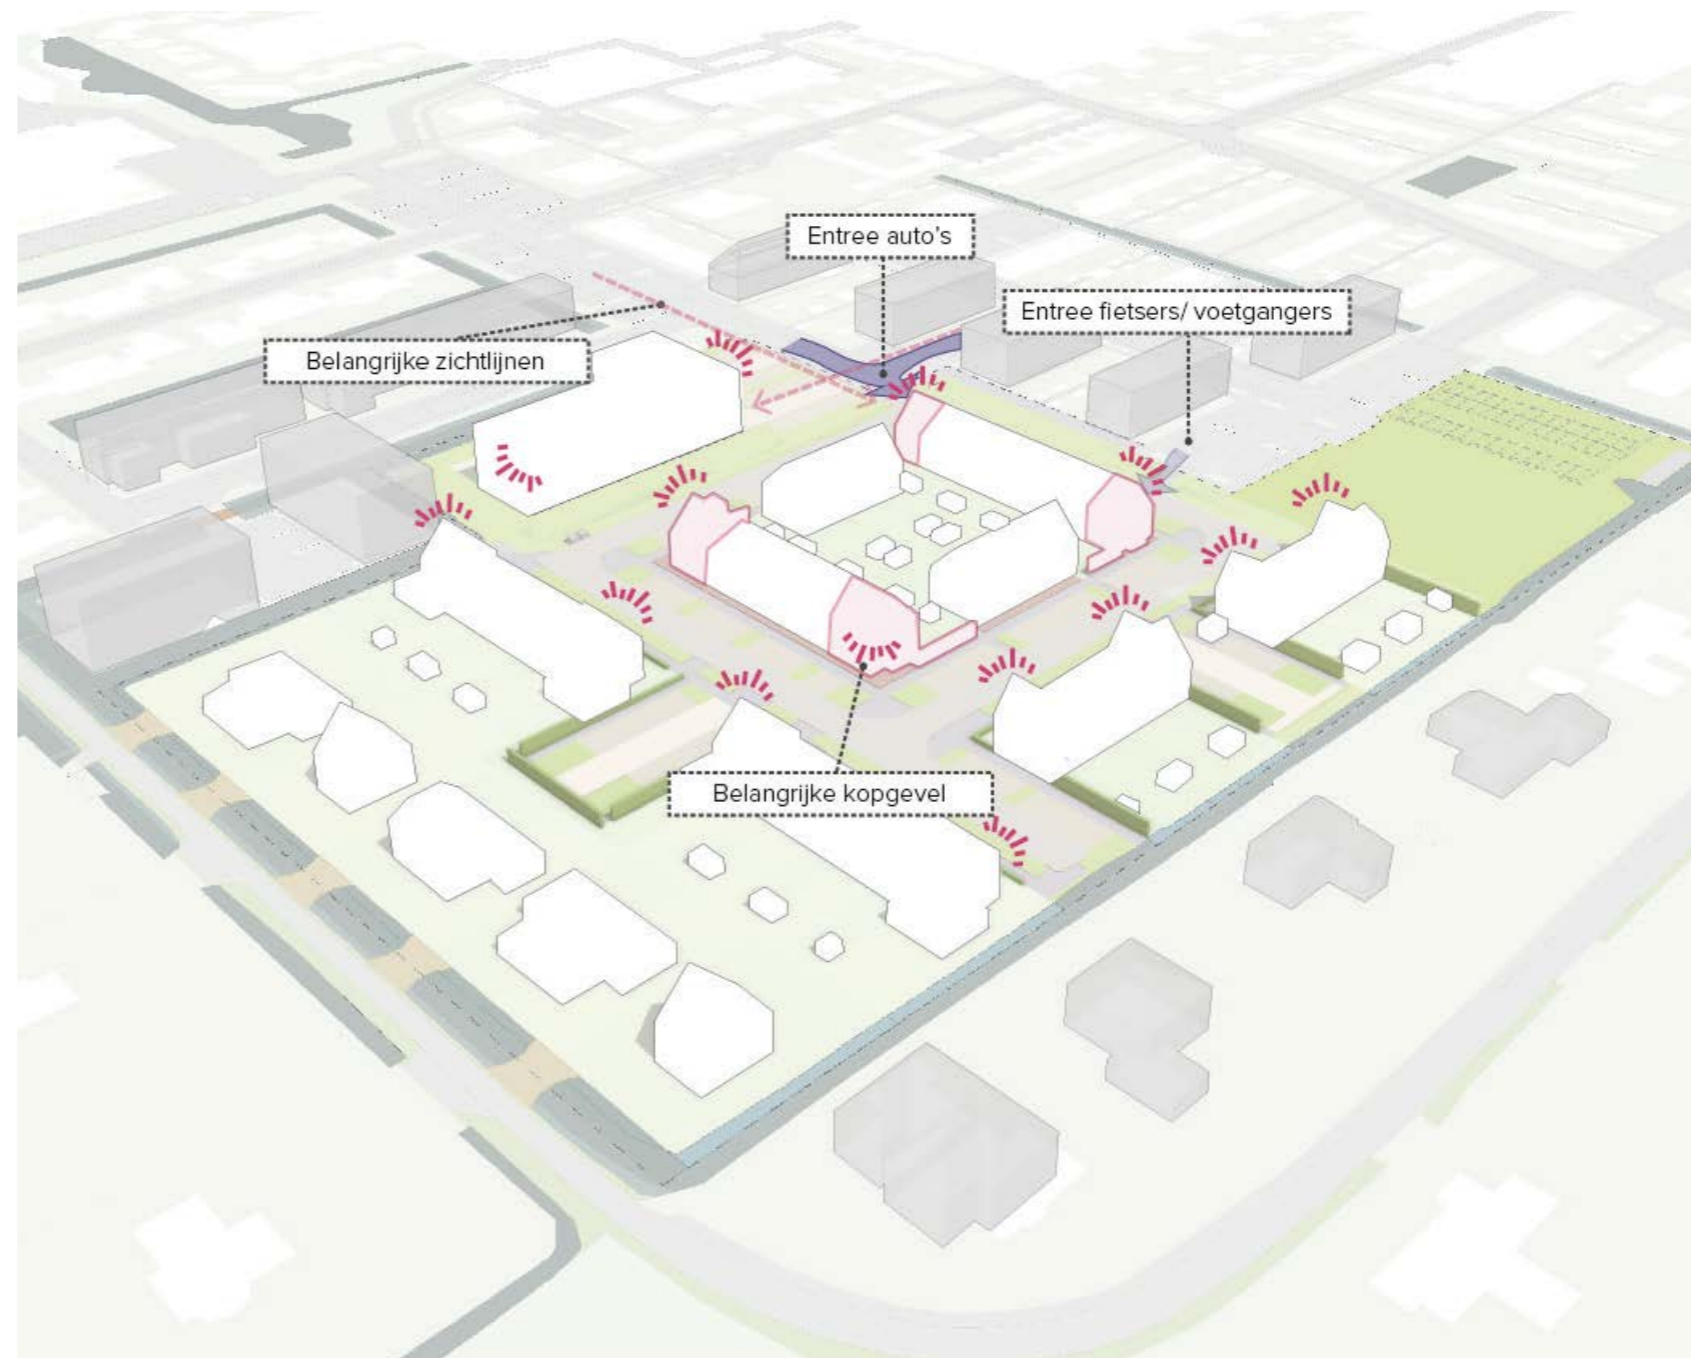 Entree auto's
Entree fietsers/ voetgangers
Belangrijke zichtlijnen
Belangrijke kopgevel